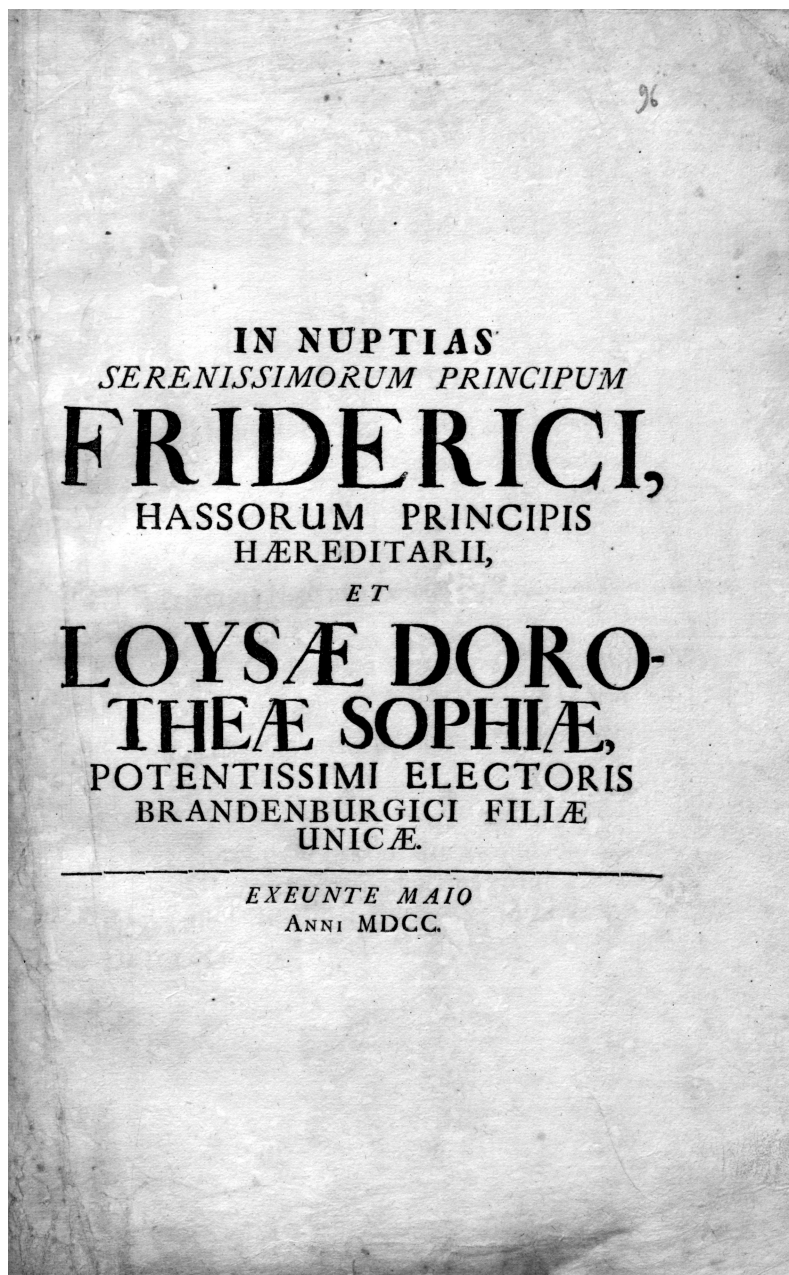 96
IN NUPTIAS
SERENISSIMORUM PRINCIPUM
FRIDERICI,
HASSORUM PRINCIPIS
HÆREDITARII,
ET
LOYSÆ DORO-
THEÆ SOPHIÆ,
POTENTISSIMI ELECTORIS
BRANDENBURGICI FILIÆ
UNICÆ.
EXEUNTE MAIO
ANNI MDCC.